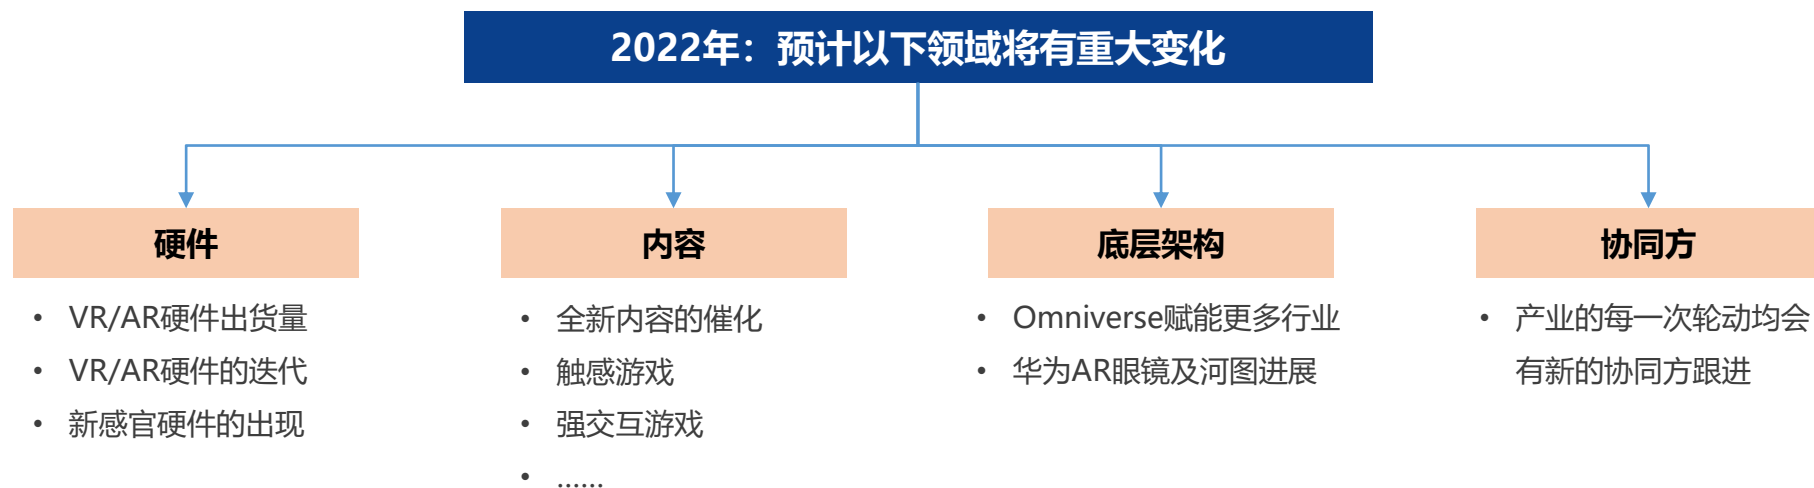 2022年：预计以下领域将有重大变化
硬件
• VR/AR硬件出货量
• VR/AR硬件的迭代
• 新感官硬件的出现
内容
• 全新内容的催化
• 触感游戏
• 强交互游戏
• ……
底层架构
• Omniverse赋能更多行业
• 华为AR眼镜及河图进展
协同方
• 产业的每一次轮动均会
有新的协同方跟进